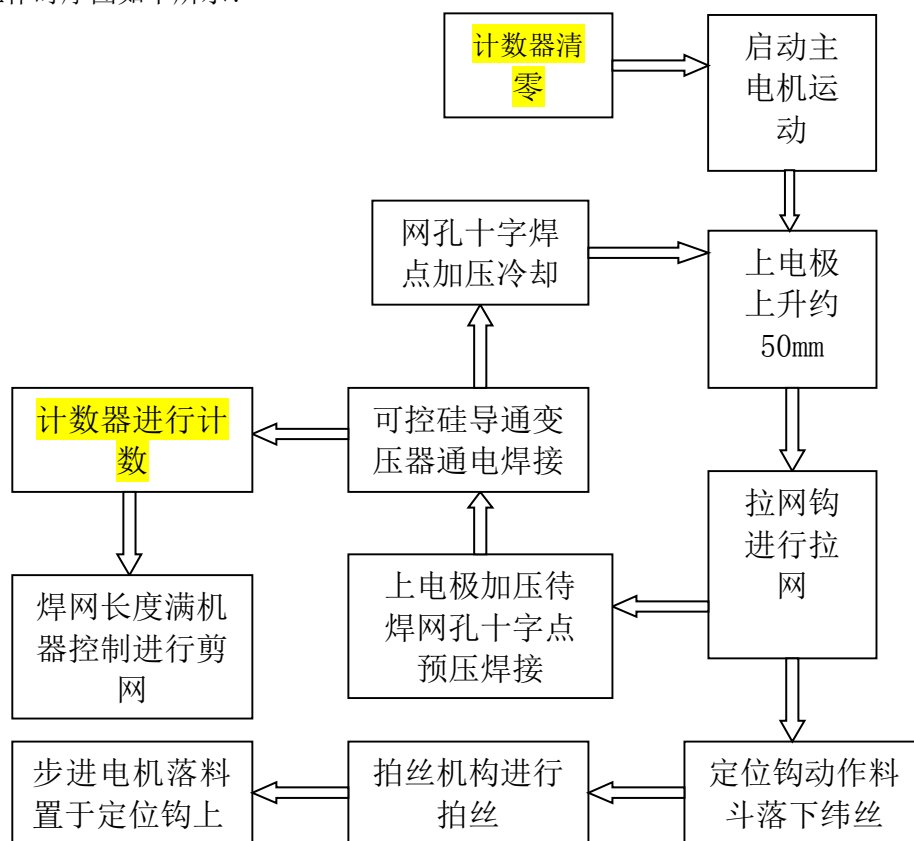 计数器清
零
启动主
电机运
动
网孔十字焊
点加压冷却
上电极
上升约
50mm
计数器进行计
数
可控硅导通变
压器通电焊接
拉网钩
进行拉
网
焊网长度满机
器控制进行剪
网
上电极加压待
焊网孔十字点
预压焊接
步进电机落料
置于定位钩上
拍丝机构进行
拍丝
定位钩动作料
斗落下纬丝